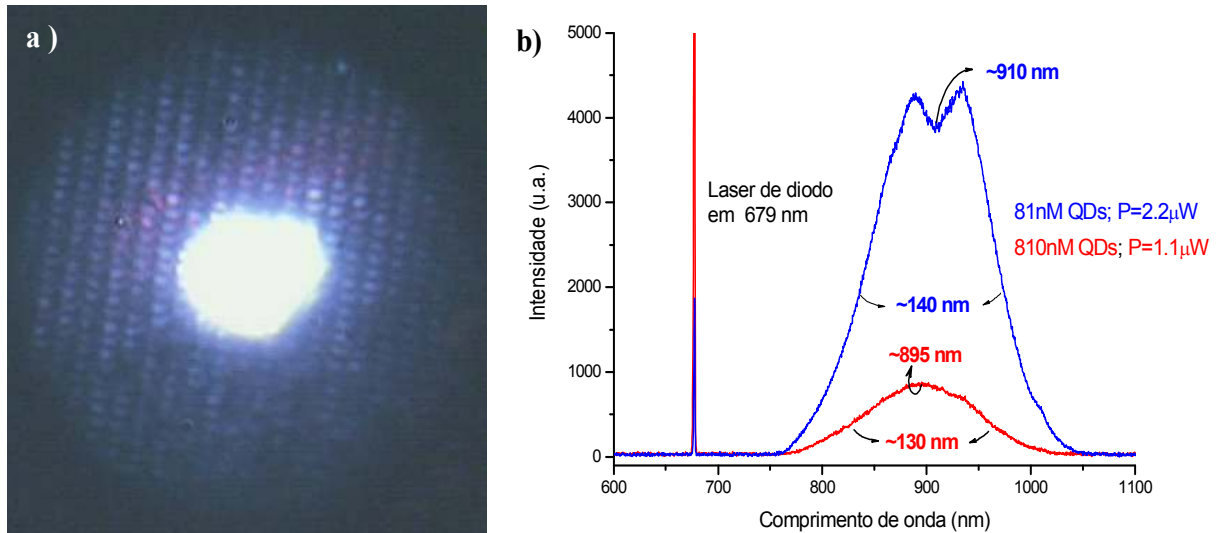 a )
b)
5000
4000
3000
2000
1000
0
Intensidade (u.a.)
600
700
800
900
1000
1100
Comprimento de onda (nm)
Laser de diodo
em 679 nm
~910 nm
81nM QDs; P=2.2μW
810nM QDs; P=1.1μW
~140 nm
~895 nm
~130 nm